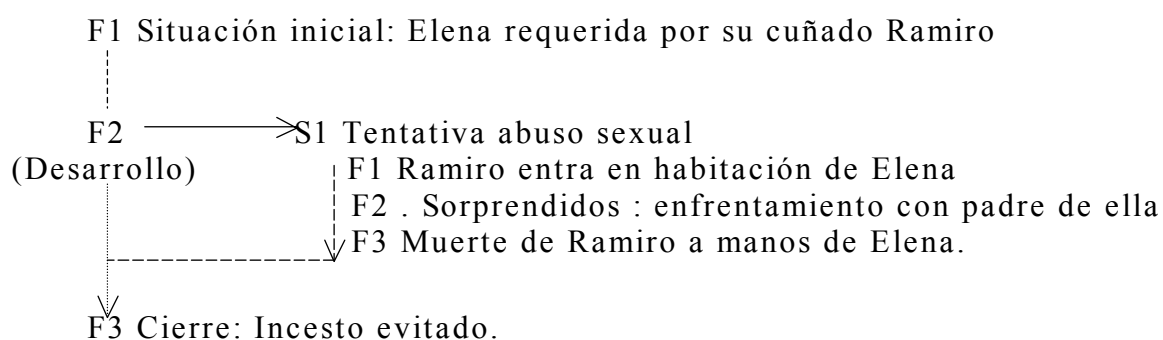 F1 Situación inicial: Elena requerida por su cuñado Ramiro
F2 S1 Tentativa abuso sexual
(Desarrollo) F1 Ramiro entra en habitación de Elena
F2 . Sorprendidos : enfrentamiento con padre de ella
F3 Muerte de Ramiro a manos de Elena.
F3 Cierre: Incesto evitado.